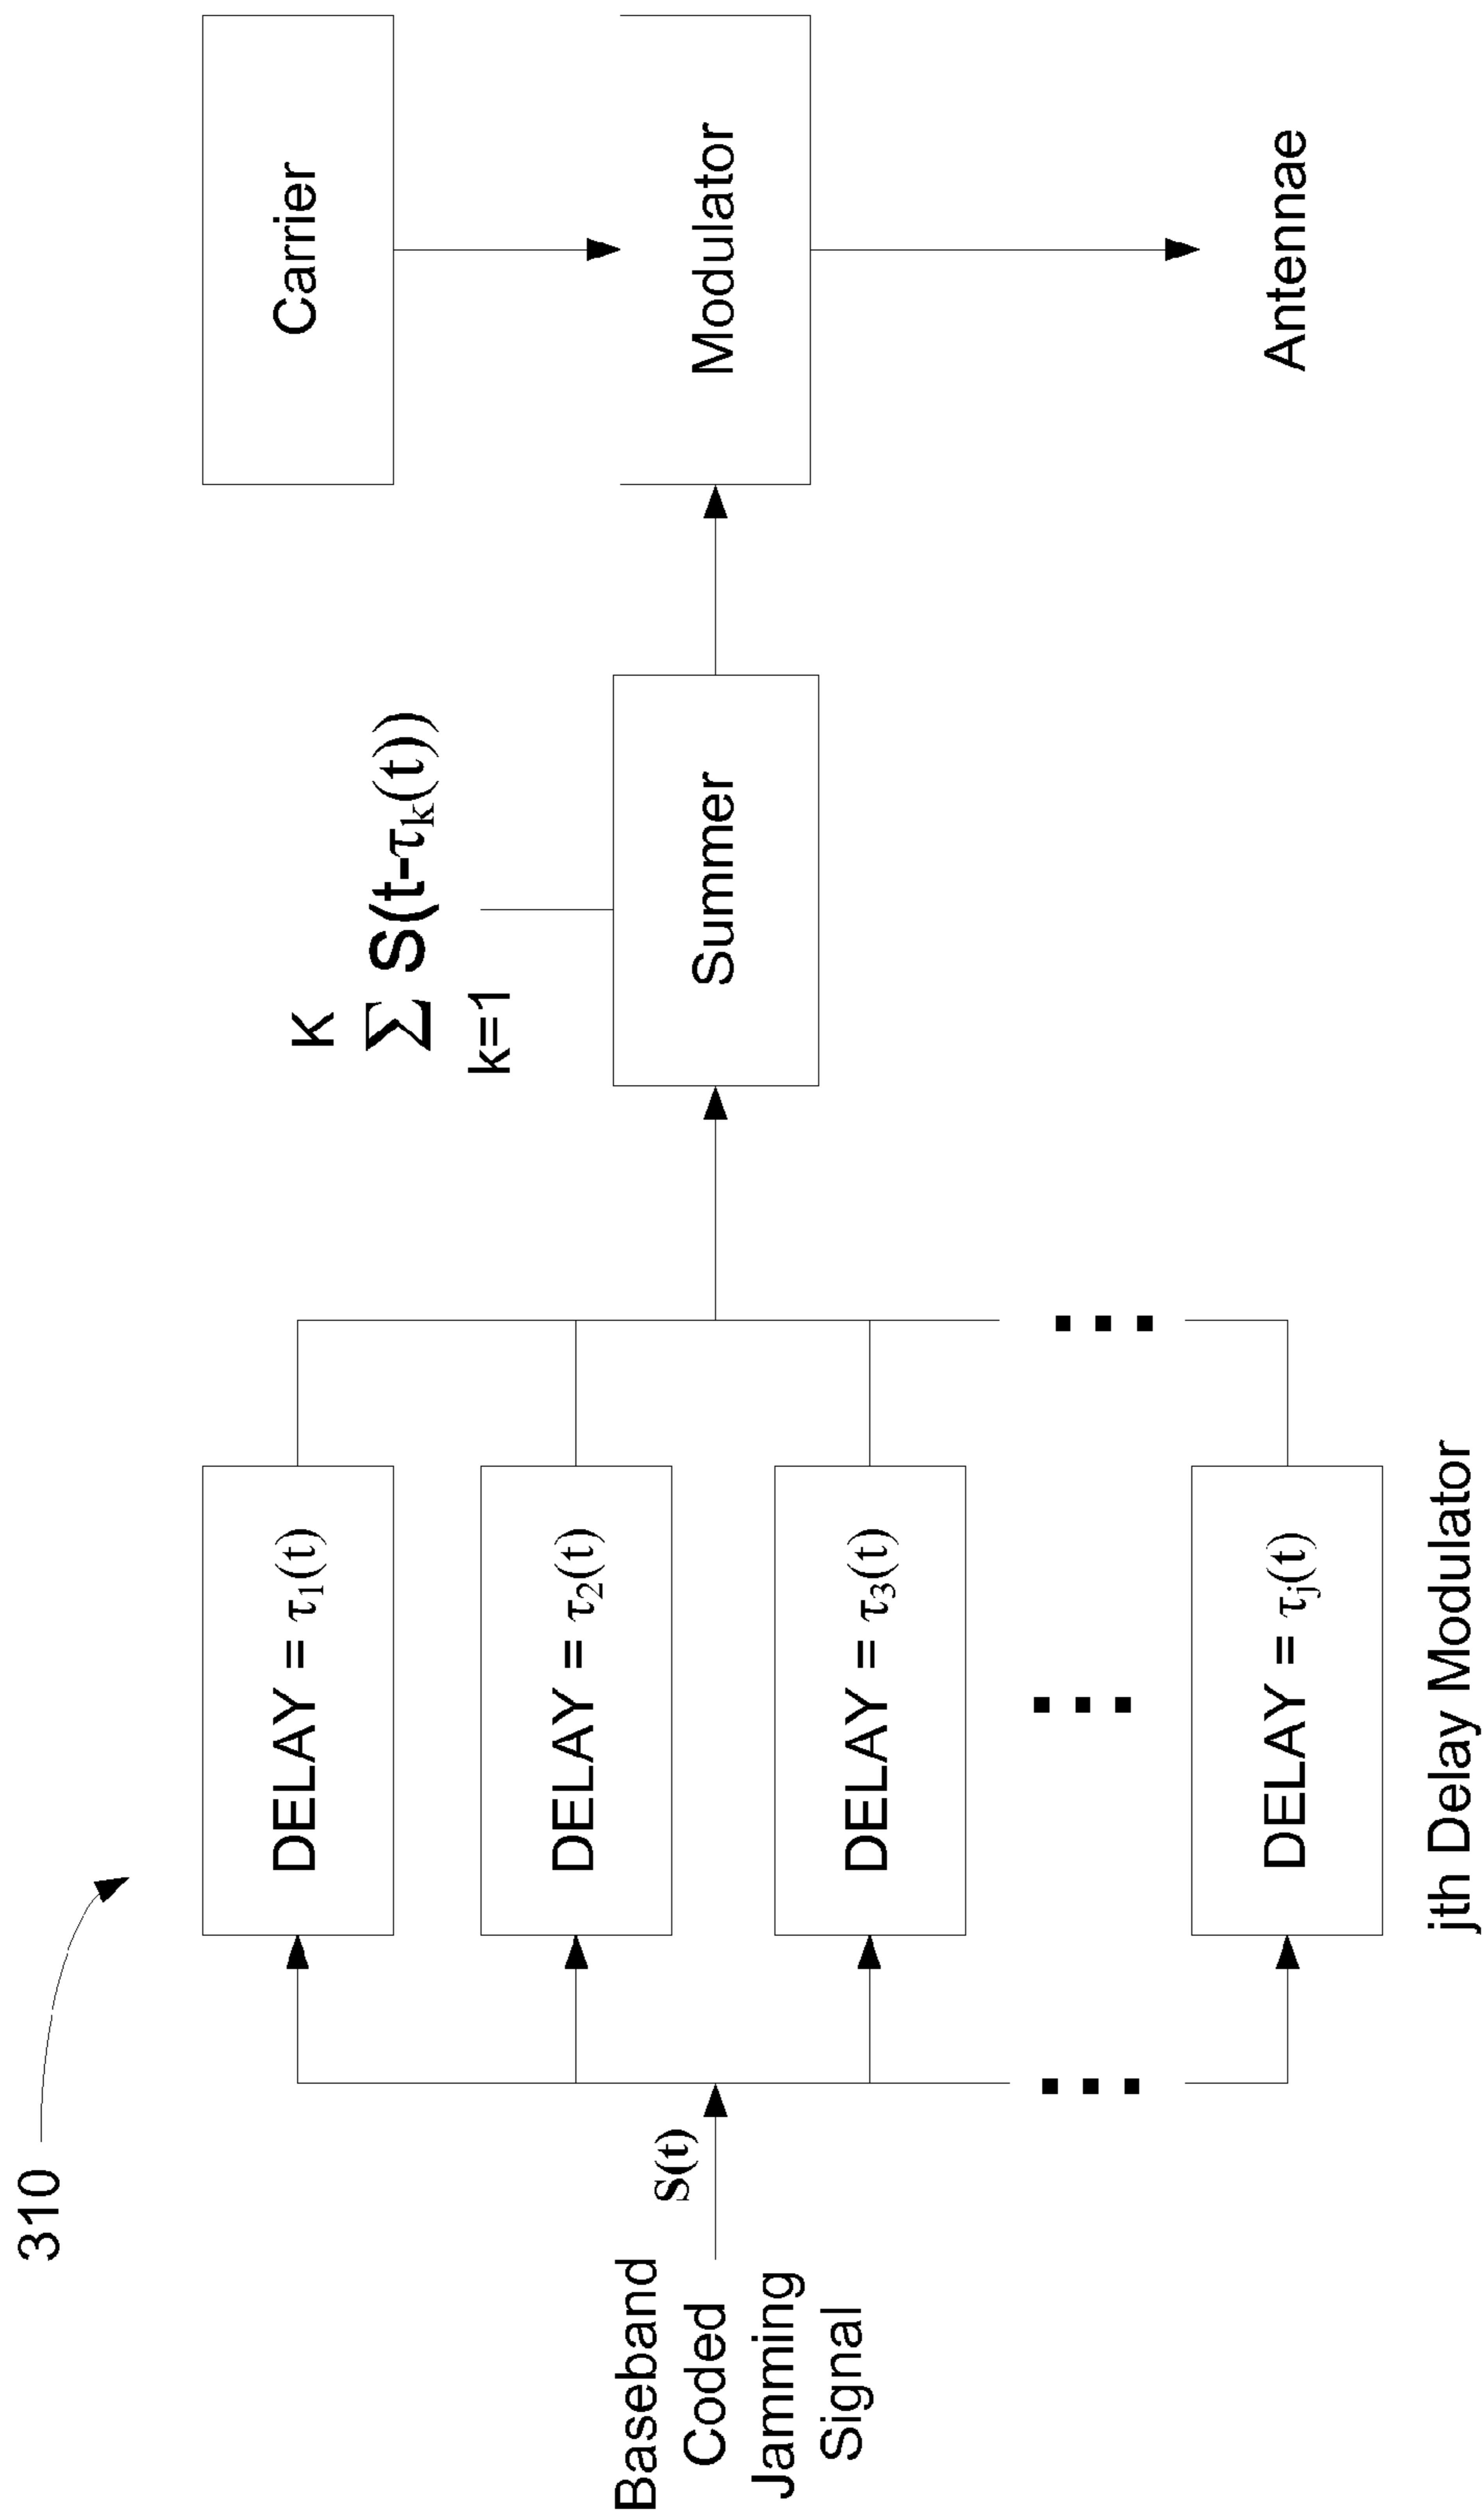 310
Baseband
Coded
Jamming
Signal
S(t)
DELAY = τ1(t)
DELAY = τ2(t)
DELAY = τ3(t)
...
DELAY = τj(t)
jth Delay Modulator
...
...
K
∑ S(t-τk(t))
k=1
Summer
Carrier
Modulator
Antennae